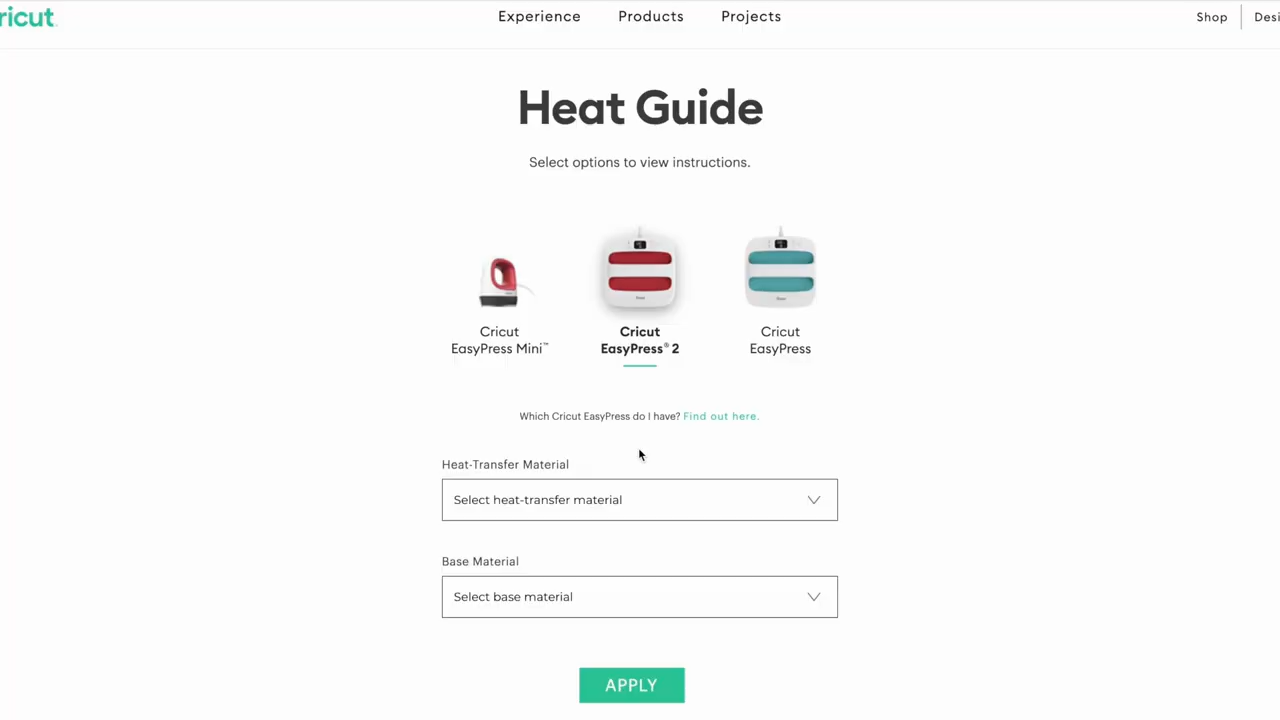 ricut
Experience Products Projects Shop Desi
Heat Guide
Select options to view instructions.
Cricut
EasyPress Mini™
Cricut
EasyPress® 2
Cricut
EasyPress
Which Cricut EasyPress do I have? Find out here.
Heat-Transfer Material
Select heat-transfer material
Base Material
Select base material
APPLY